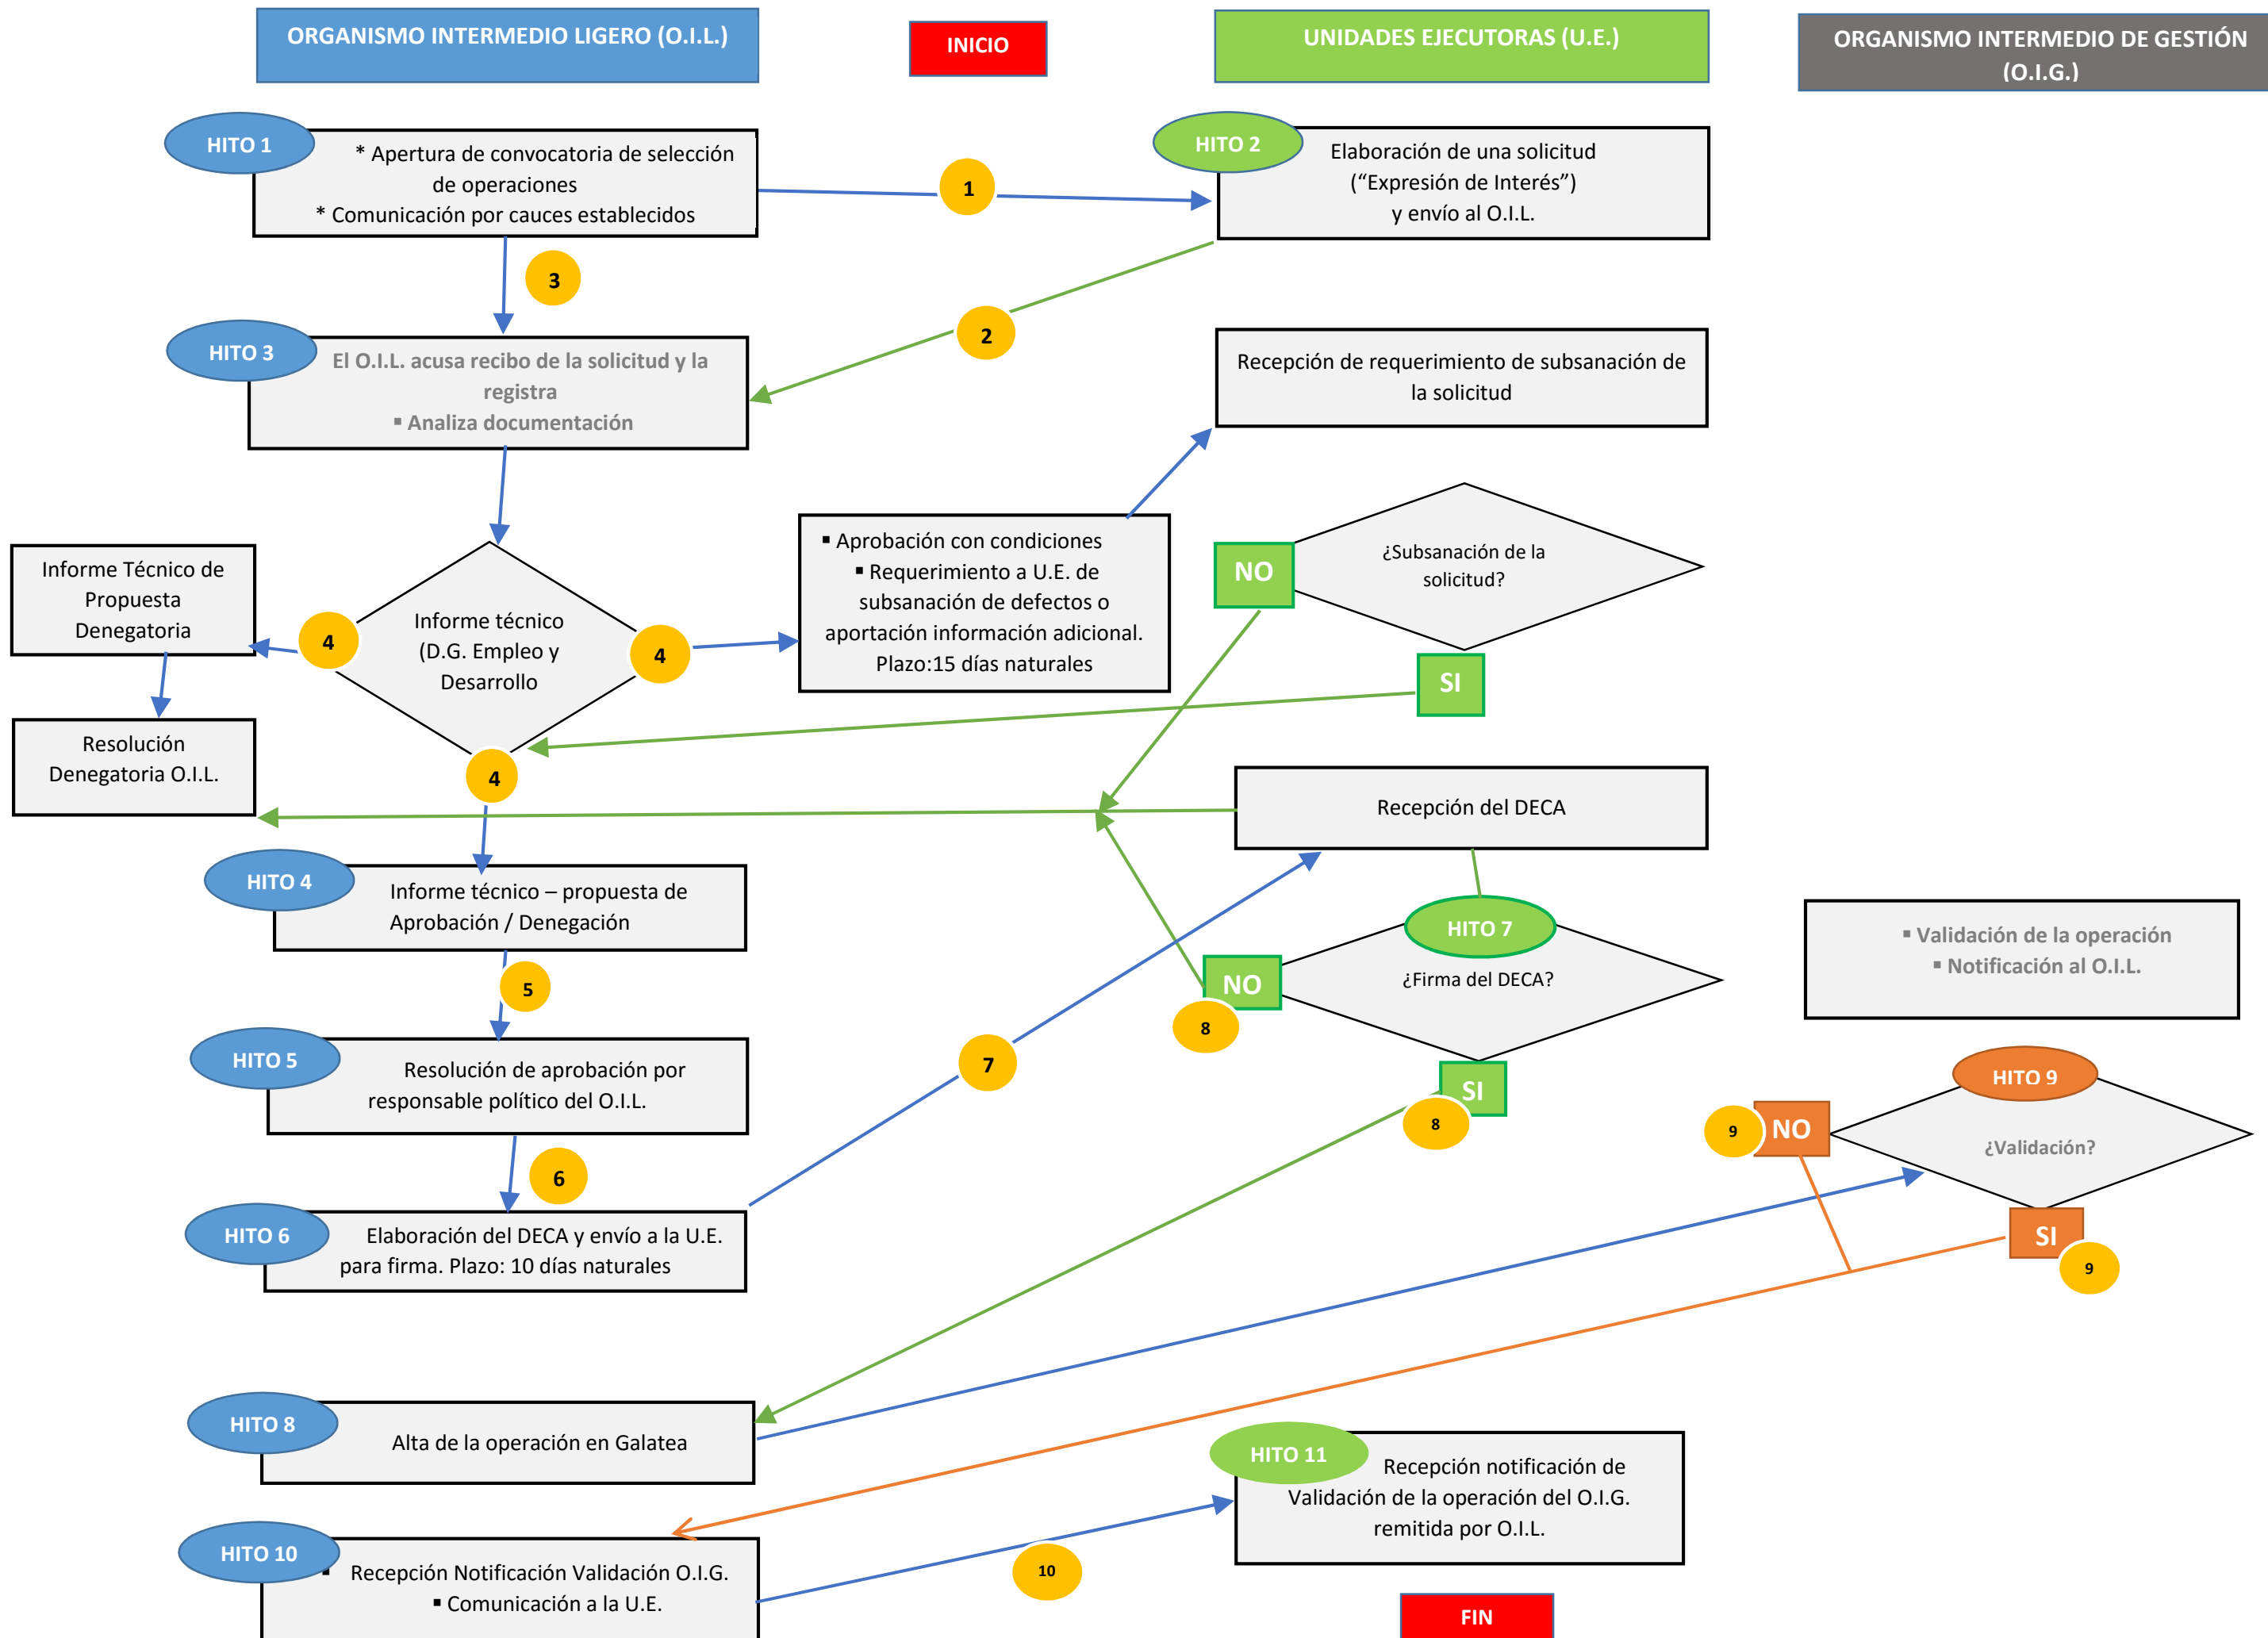 ORGANISMO INTERMEDIO LIGERO (O.I.L.)
INICIO
UNIDADES EJECUTORAS (U.E.)
ORGANISMO INTERMEDIO DE GESTIÓN
(O.I.G.)
HITO 1
* Apertura de convocatoria de selección
de operaciones
* Comunicación por cauces establecidos
1
HITO 2
Elaboración de una solicitud
(“Expresión de Interés”)
y envío al O.I.L.
3
2
HITO 3
El O.I.L. acusa recibo de la solicitud y la
registra
▪ Analiza documentación
Recepción de requerimiento de subsanación de
la solicitud
Informe Técnico de
Propuesta
Denegatoria
4
Informe técnico
(D.G. Empleo y
Desarrollo
4
▪ Aprobación con condiciones
▪ Requerimiento a U.E. de
subsanación de defectos o
aportación información adicional.
Plazo:15 días naturales
NO
¿Subsanación de la
solicitud?
SI
Resolución
Denegatoria O.I.L.
4
Recepción del DECA
HITO 4
Informe técnico – propuesta de
Aprobación / Denegación
HITO 7
¿Firma del DECA?
NO
8
▪ Validación de la operación
▪ Notificación al O.I.L.
5
HITO 5
Resolución de aprobación por
responsable político del O.I.L.
7
SI
8
HITO 9
9
NO
¿Validación?
6
HITO 6
Elaboración del DECA y envío a la U.E.
para firma. Plazo: 10 días naturales
SI
9
HITO 8
Alta de la operación en Galatea
HITO 11
Recepción notificación de
Validación de la operación del O.I.G.
remitida por O.I.L.
HITO 10
▪ Recepción Notificación Validación O.I.G.
▪ Comunicación a la U.E.
10
FIN